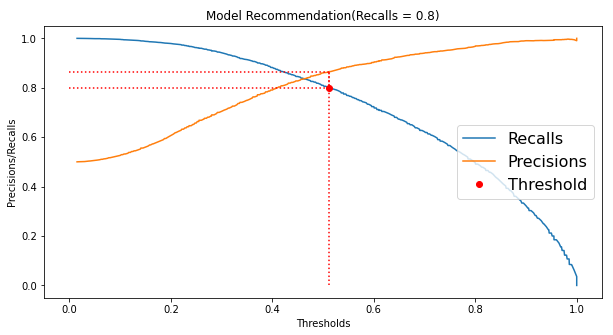 Model Recommendation(Recalls = 0.8)
Precisions/Recalls
1.0
0.8
0.6
0.4
0.2
0.0
Recalls
Precisions
Threshold
0.0 0.2 0.4 0.6 0.8 1.0
Thresholds